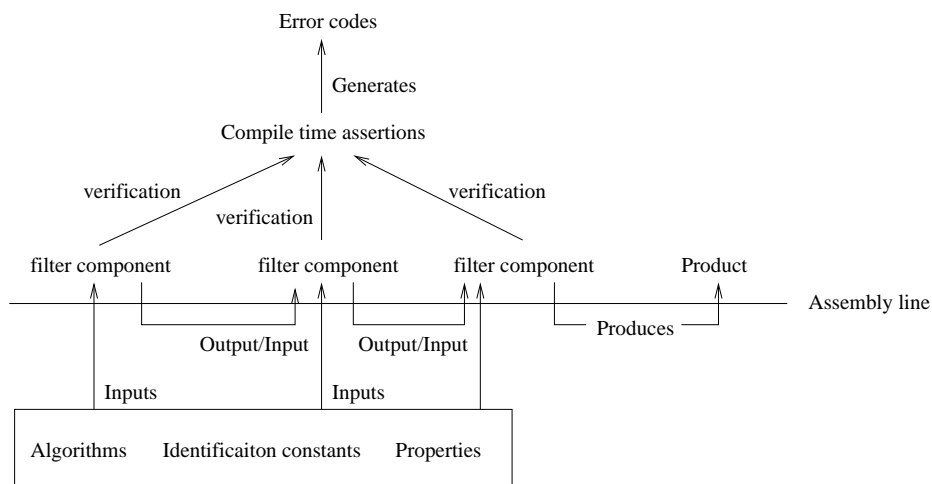 Error codes
Generates
Compile time assertions
verification
verification
verification
filter component
filter component
filter component
Product
Assembly line
Produces
Output/Input
Output/Input
Inputs
Inputs
Algorithms
Identificaiton constants
Properties